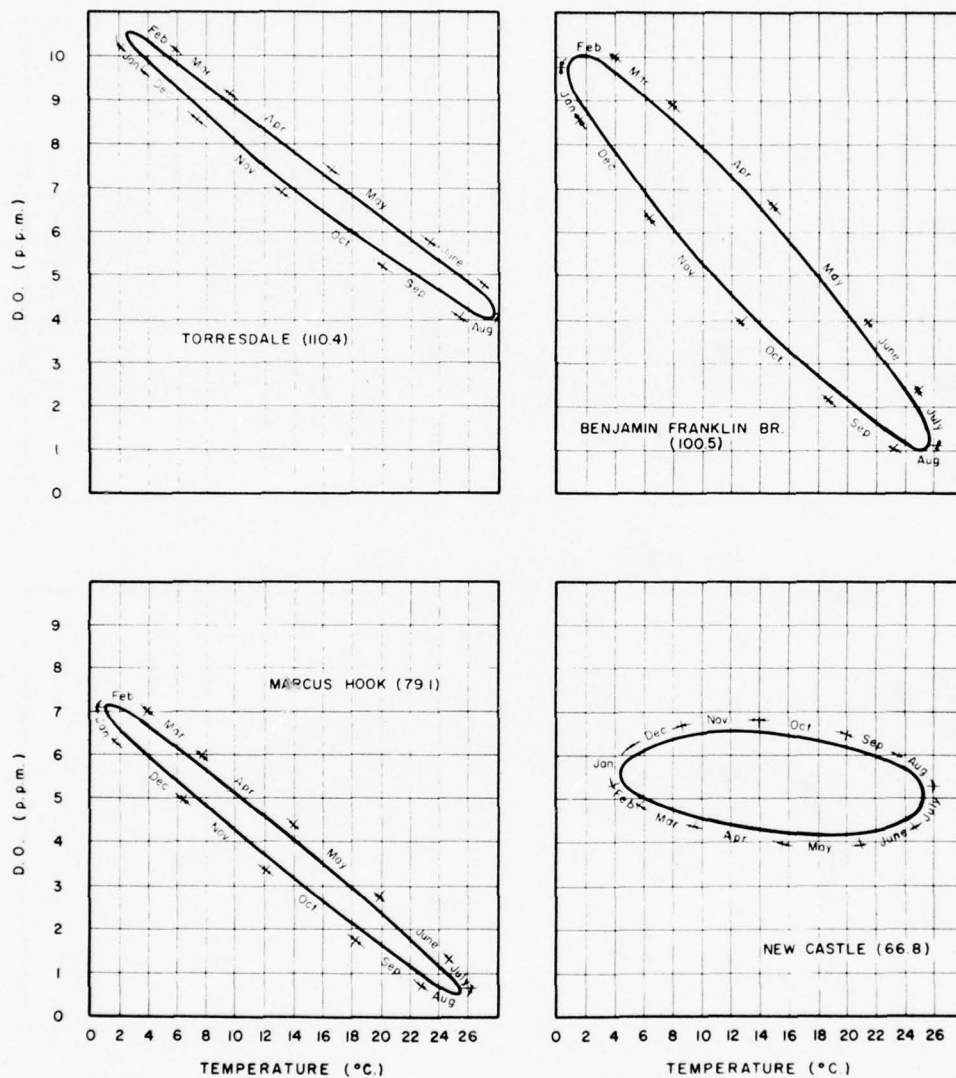 D.O. (p.p.m.)
10
9
8
7
6
5
4
3
2
1
0
Feb
Mar
Jan
De
Apr
Nov
May
Oct
June
Sep
Aug
TORRESDALE (110.4)
Feb
Mar
Jan
Apr
Dec
Nov
May
Oct
June
Sep
July
Aug
BENJAMIN FRANKLIN BR.
(100.5)
D.O. (p.p.m.)
9
8
7
6
5
4
3
2
1
0
MARCUS HOOK (79.1)
Feb
Mar
Jan
Apr
Dec
Nov
May
Oct
June
July
Sep
Aug
0 2 4 6 8 10 12 14 16 18 20 22 24 26
TEMPERATURE (°C.)
Dec
Nov
Oct
Sep
Aug
Jan
July
Feb
Mar
Apr
May
June
NEW CASTLE (66.8)
0 2 4 6 8 10 12 14 16 18 20 22 24 26
TEMPERATURE (°C.)